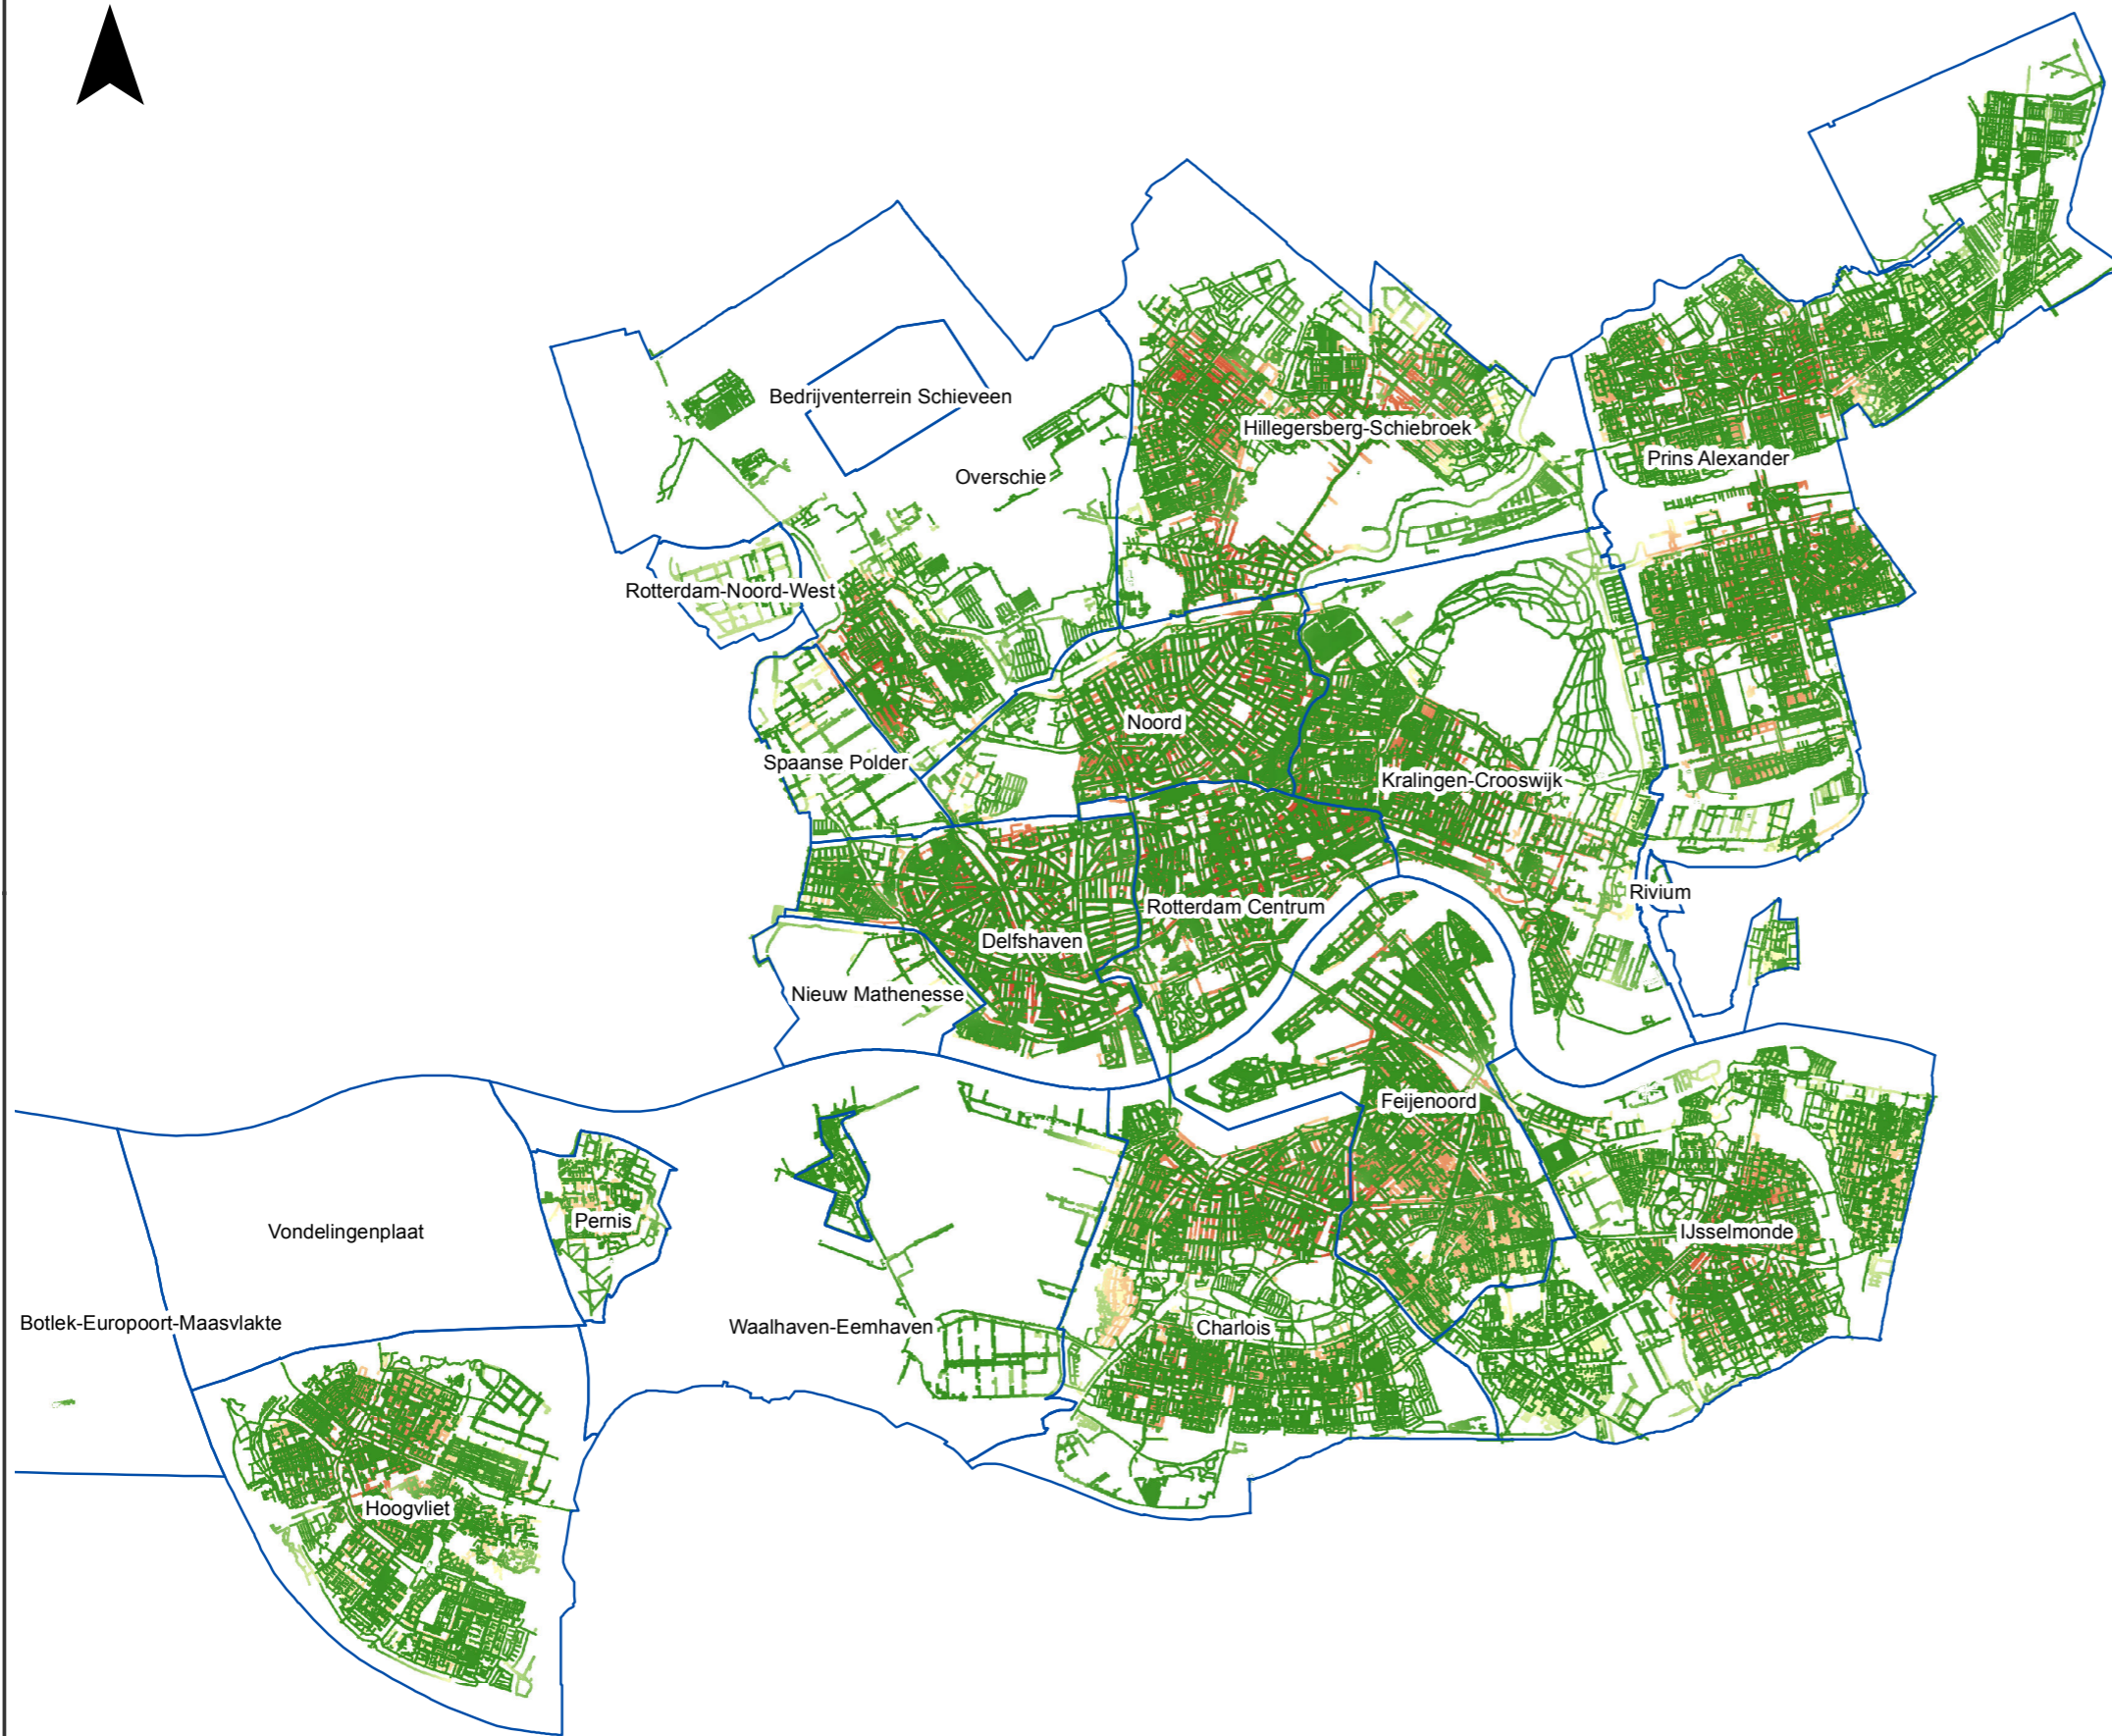 Bedrijventerrein Schieveen
Hillegersberg-Schiebroek
Prins Alexander
Overschie
Rotterdam-Noord-West
Noord
Spaanse Polder
Kralingen-Crooswijk
Rivium
Rotterdam Centrum
Delfshaven
Nieuw Mathenesse
Feijenoord
Pernis
Vondelingenplaat
IJsselmonde
Botlek-Europoort-Maasvlakte
Waalhaven-Eemhaven
Charlois
Hoogvliet